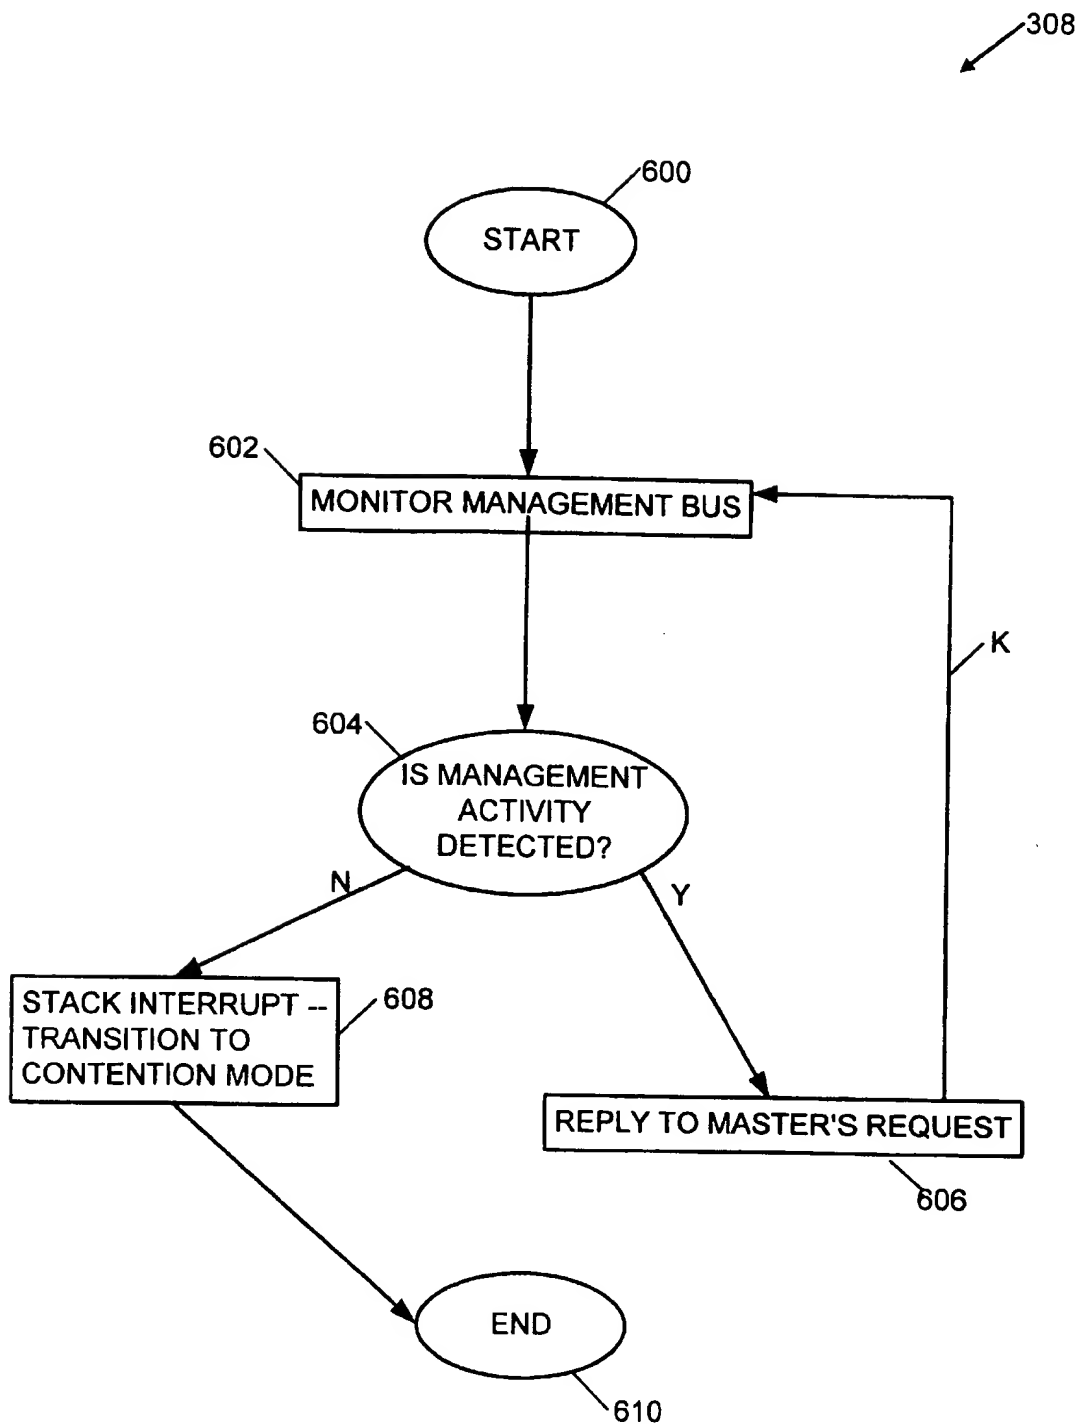 308
600
START
602
MONITOR MANAGEMENT BUS
K
604
IS MANAGEMENT
ACTIVITY
DETECTED?
N
Y
STACK INTERRUPT --
TRANSITION TO
CONTENTION MODE
608
REPLY TO MASTER'S REQUEST
606
END
610